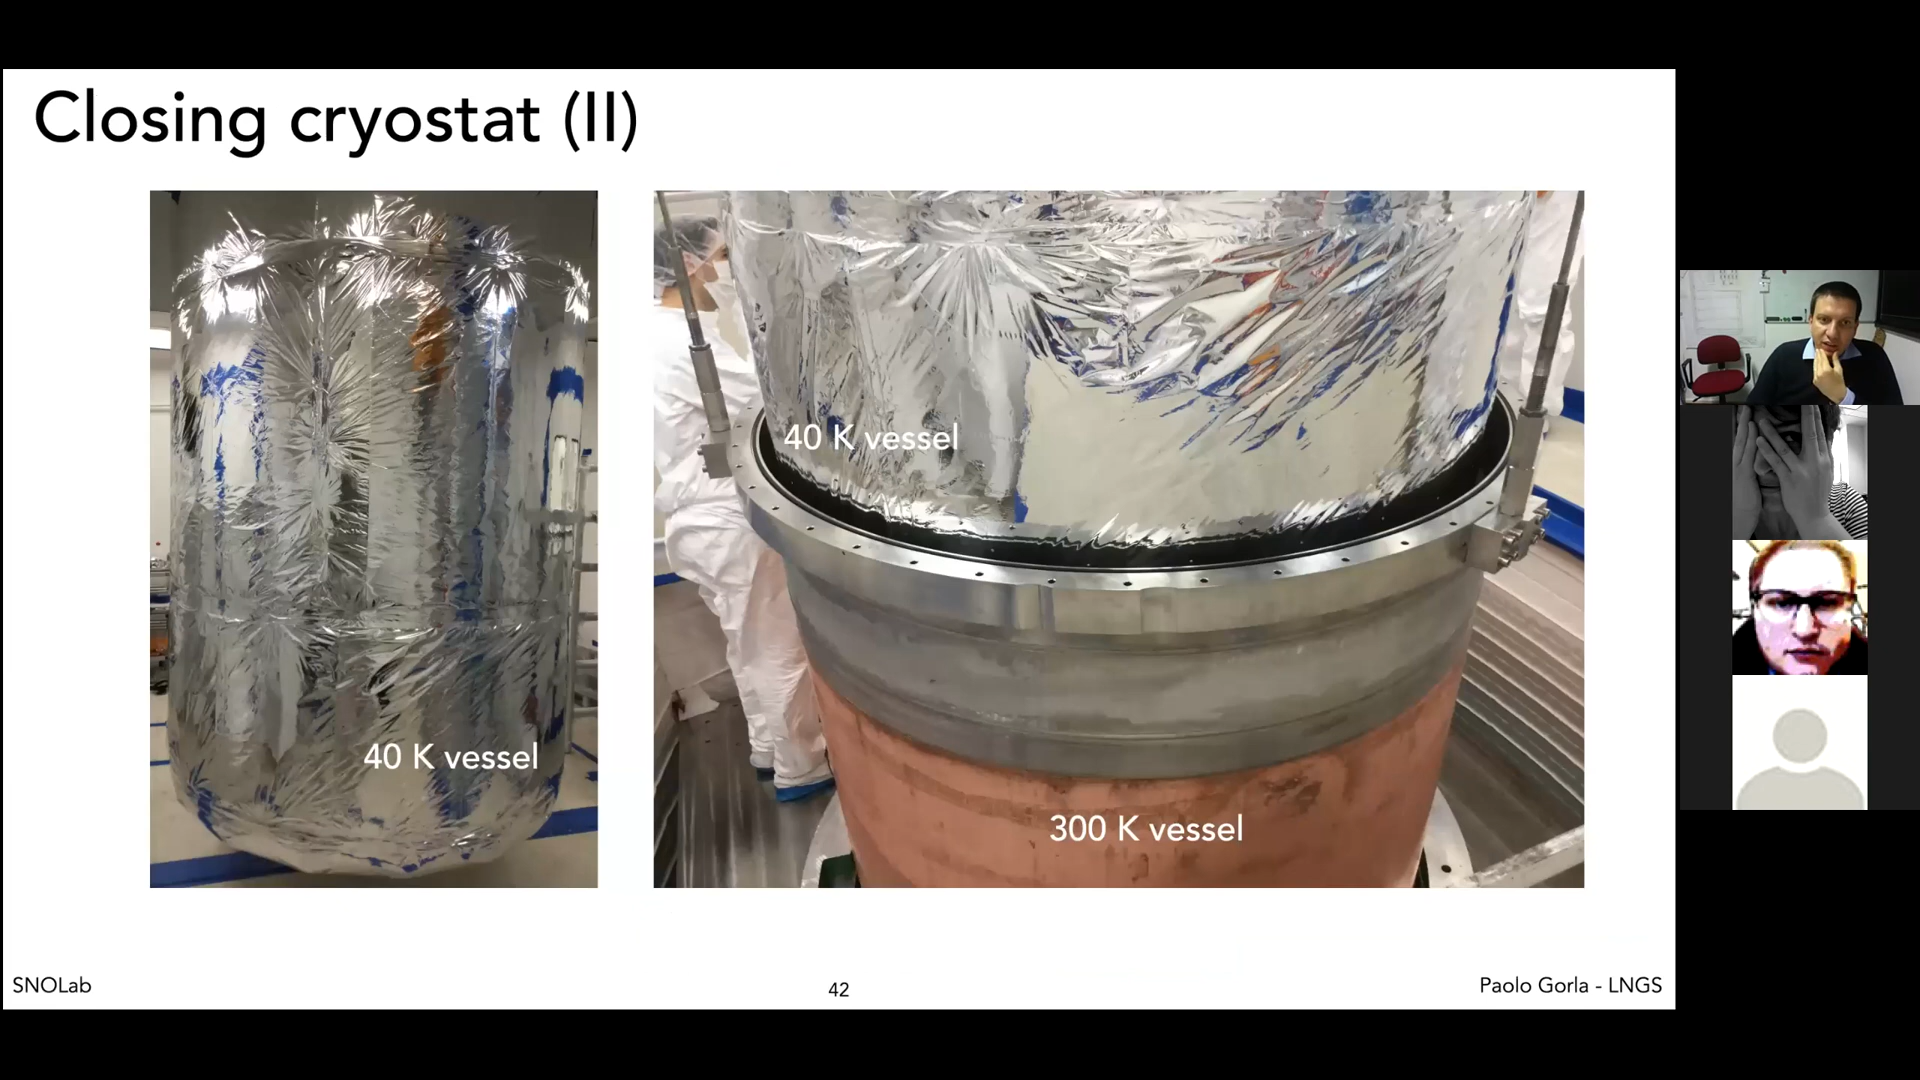 Closing cryostat (II)
40 K vessel
40 K vessel
300 K vessel
SNOLab
42
Paolo Gorla - LNGS